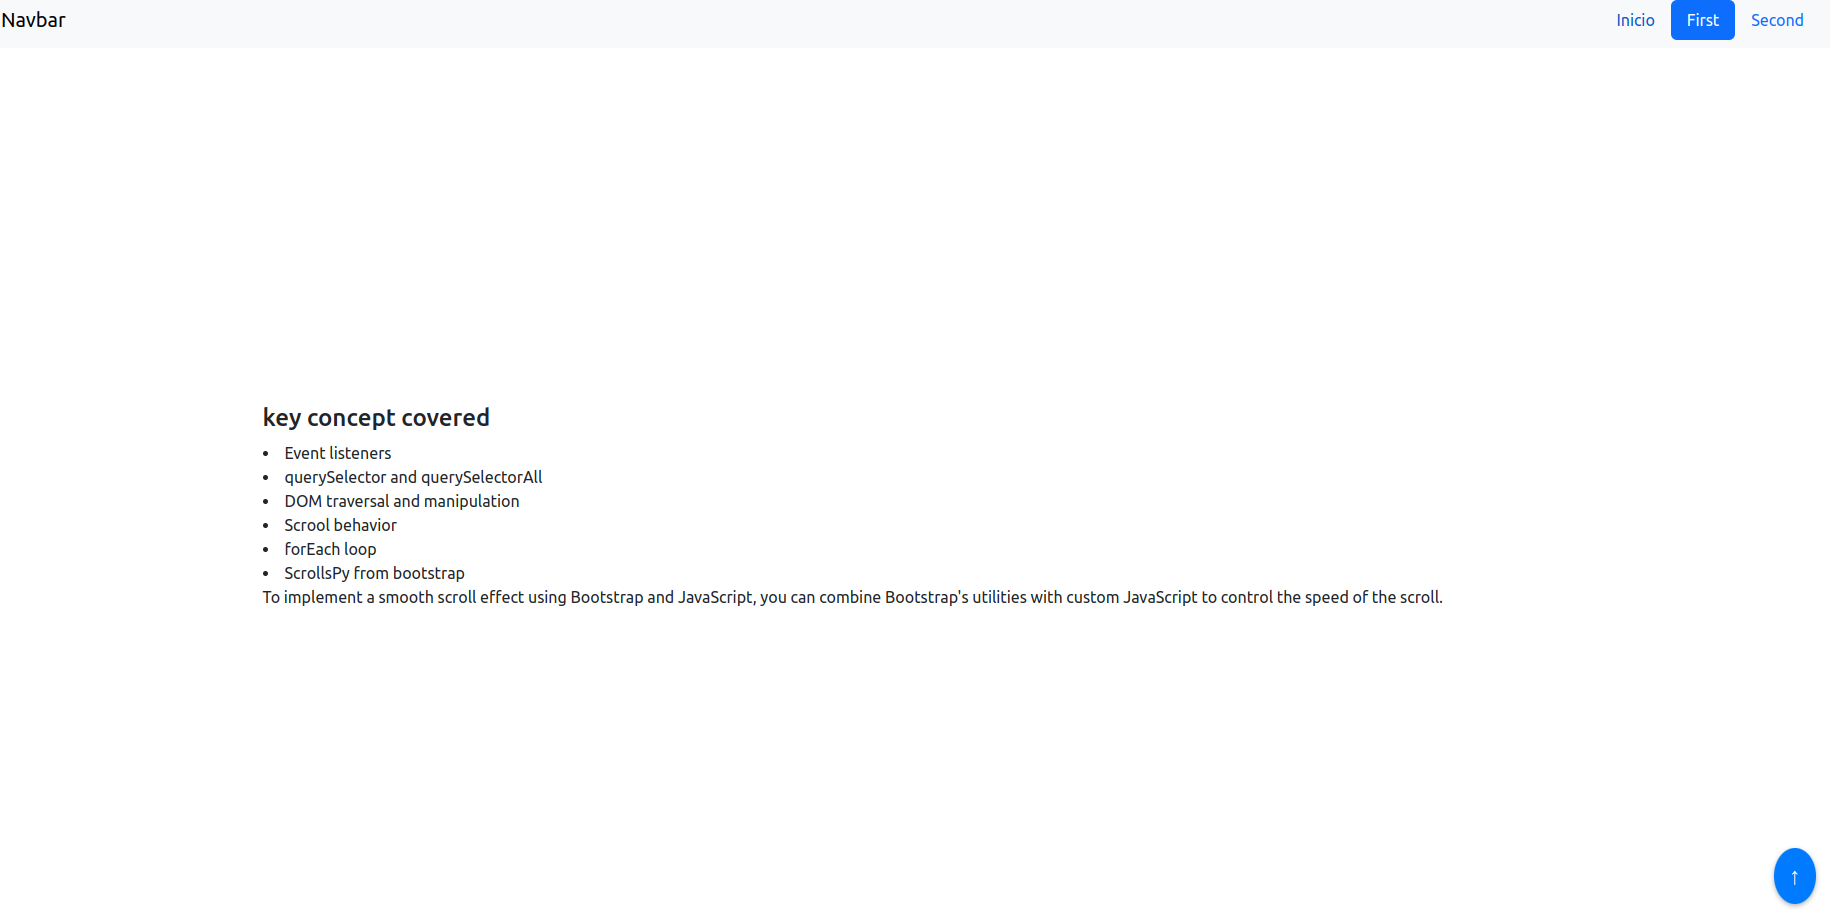 Navbar
Inicio First Second
key concept covered
• Event listeners
• querySelector and querySelectorAll
• DOM traversal and manipulation
• Scrool behavior
• forEach loop
• ScrollsPy from bootstrap
To implement a smooth scroll effect using Bootstrap and JavaScript, you can combine Bootstrap's utilities with custom JavaScript to control the speed of the scroll.
↑